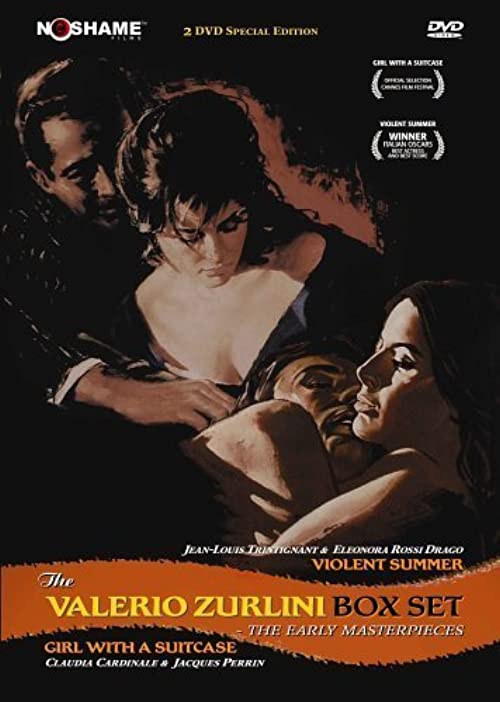 NOSHAME
FILMS
2 DVD SPECIAL EDITION
DVD
VIDEO
GIRL WITH A SUITCASE
OFFICIAL SELECTION
CANNES FILM FESTIVAL
VIOLENT SUMMER
WINNER
ITALIAN OSCARS
BEST ACTRESS
AND BEST SCORE
JEAN-LOUIS TRINTIGNANT & ELEONORA ROSSI DRAGO
VIOLENT SUMMER
The
VALERIO ZURLINI BOX SET
- THE EARLY MASTERPIECES
GIRL WITH A SUITCASE
CLAUDIA CARDINALE & JACQUES PERRIN